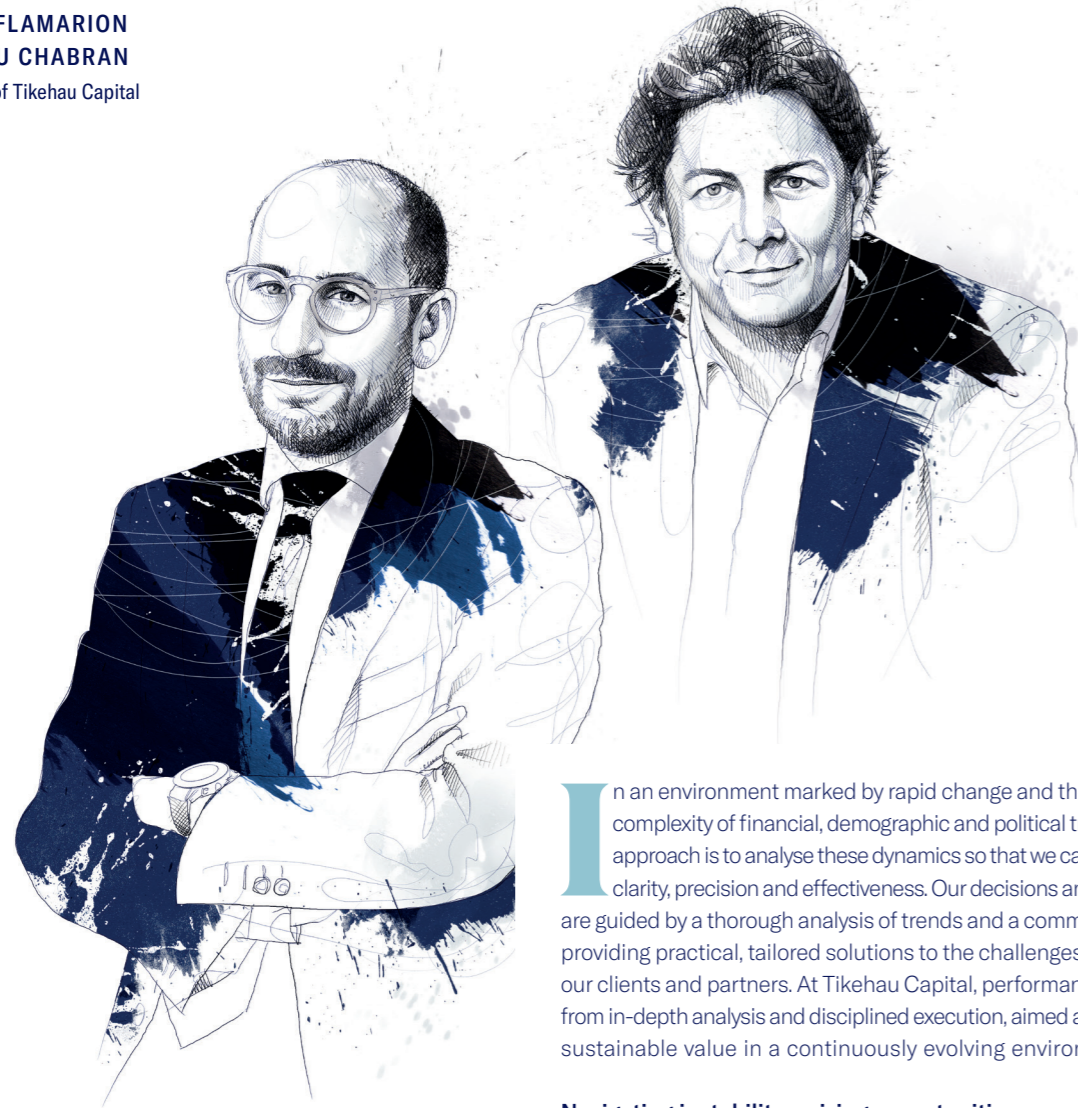 FLAMARION
U CHABRAN
of Tikehau Capital
In an environment marked by rapid change and th
complexity of financial, demographic and political t
approach is to analyse these dynamics so that we ca
clarity, precision and effectiveness. Our decisions ar
are guided by a thorough analysis of trends and a comm
providing practical, tailored solutions to the challenges
our clients and partners. At Tikehau Capital, performan
from in-depth analysis and disciplined execution, aimed a
sustainable value in a continuously evolving environ